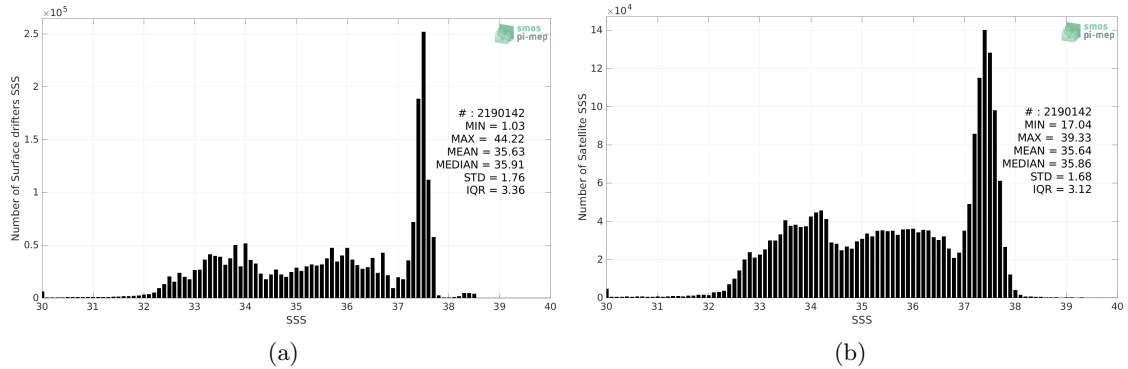 ×10⁵
2.5
2
1.5
1
0.5
0
30 31 32 33 34 35 36 37 38 39 40
SSS
Number of Surface drifters SSS
smos
pi-mep
# : 2190142
MIN = 1.03
MAX = 44.22
MEAN = 35.63
MEDIAN = 35.91
STD = 1.76
IQR = 3.36
(a)
×10⁴
14
12
10
8
6
4
2
0
30 31 32 33 34 35 36 37 38 39 40
SSS
Number of Satellite SSS
smos
pi-mep
# : 2190142
MIN = 17.04
MAX = 39.33
MEAN = 35.64
MEDIAN = 35.86
STD = 1.68
IQR = 3.12
(b)